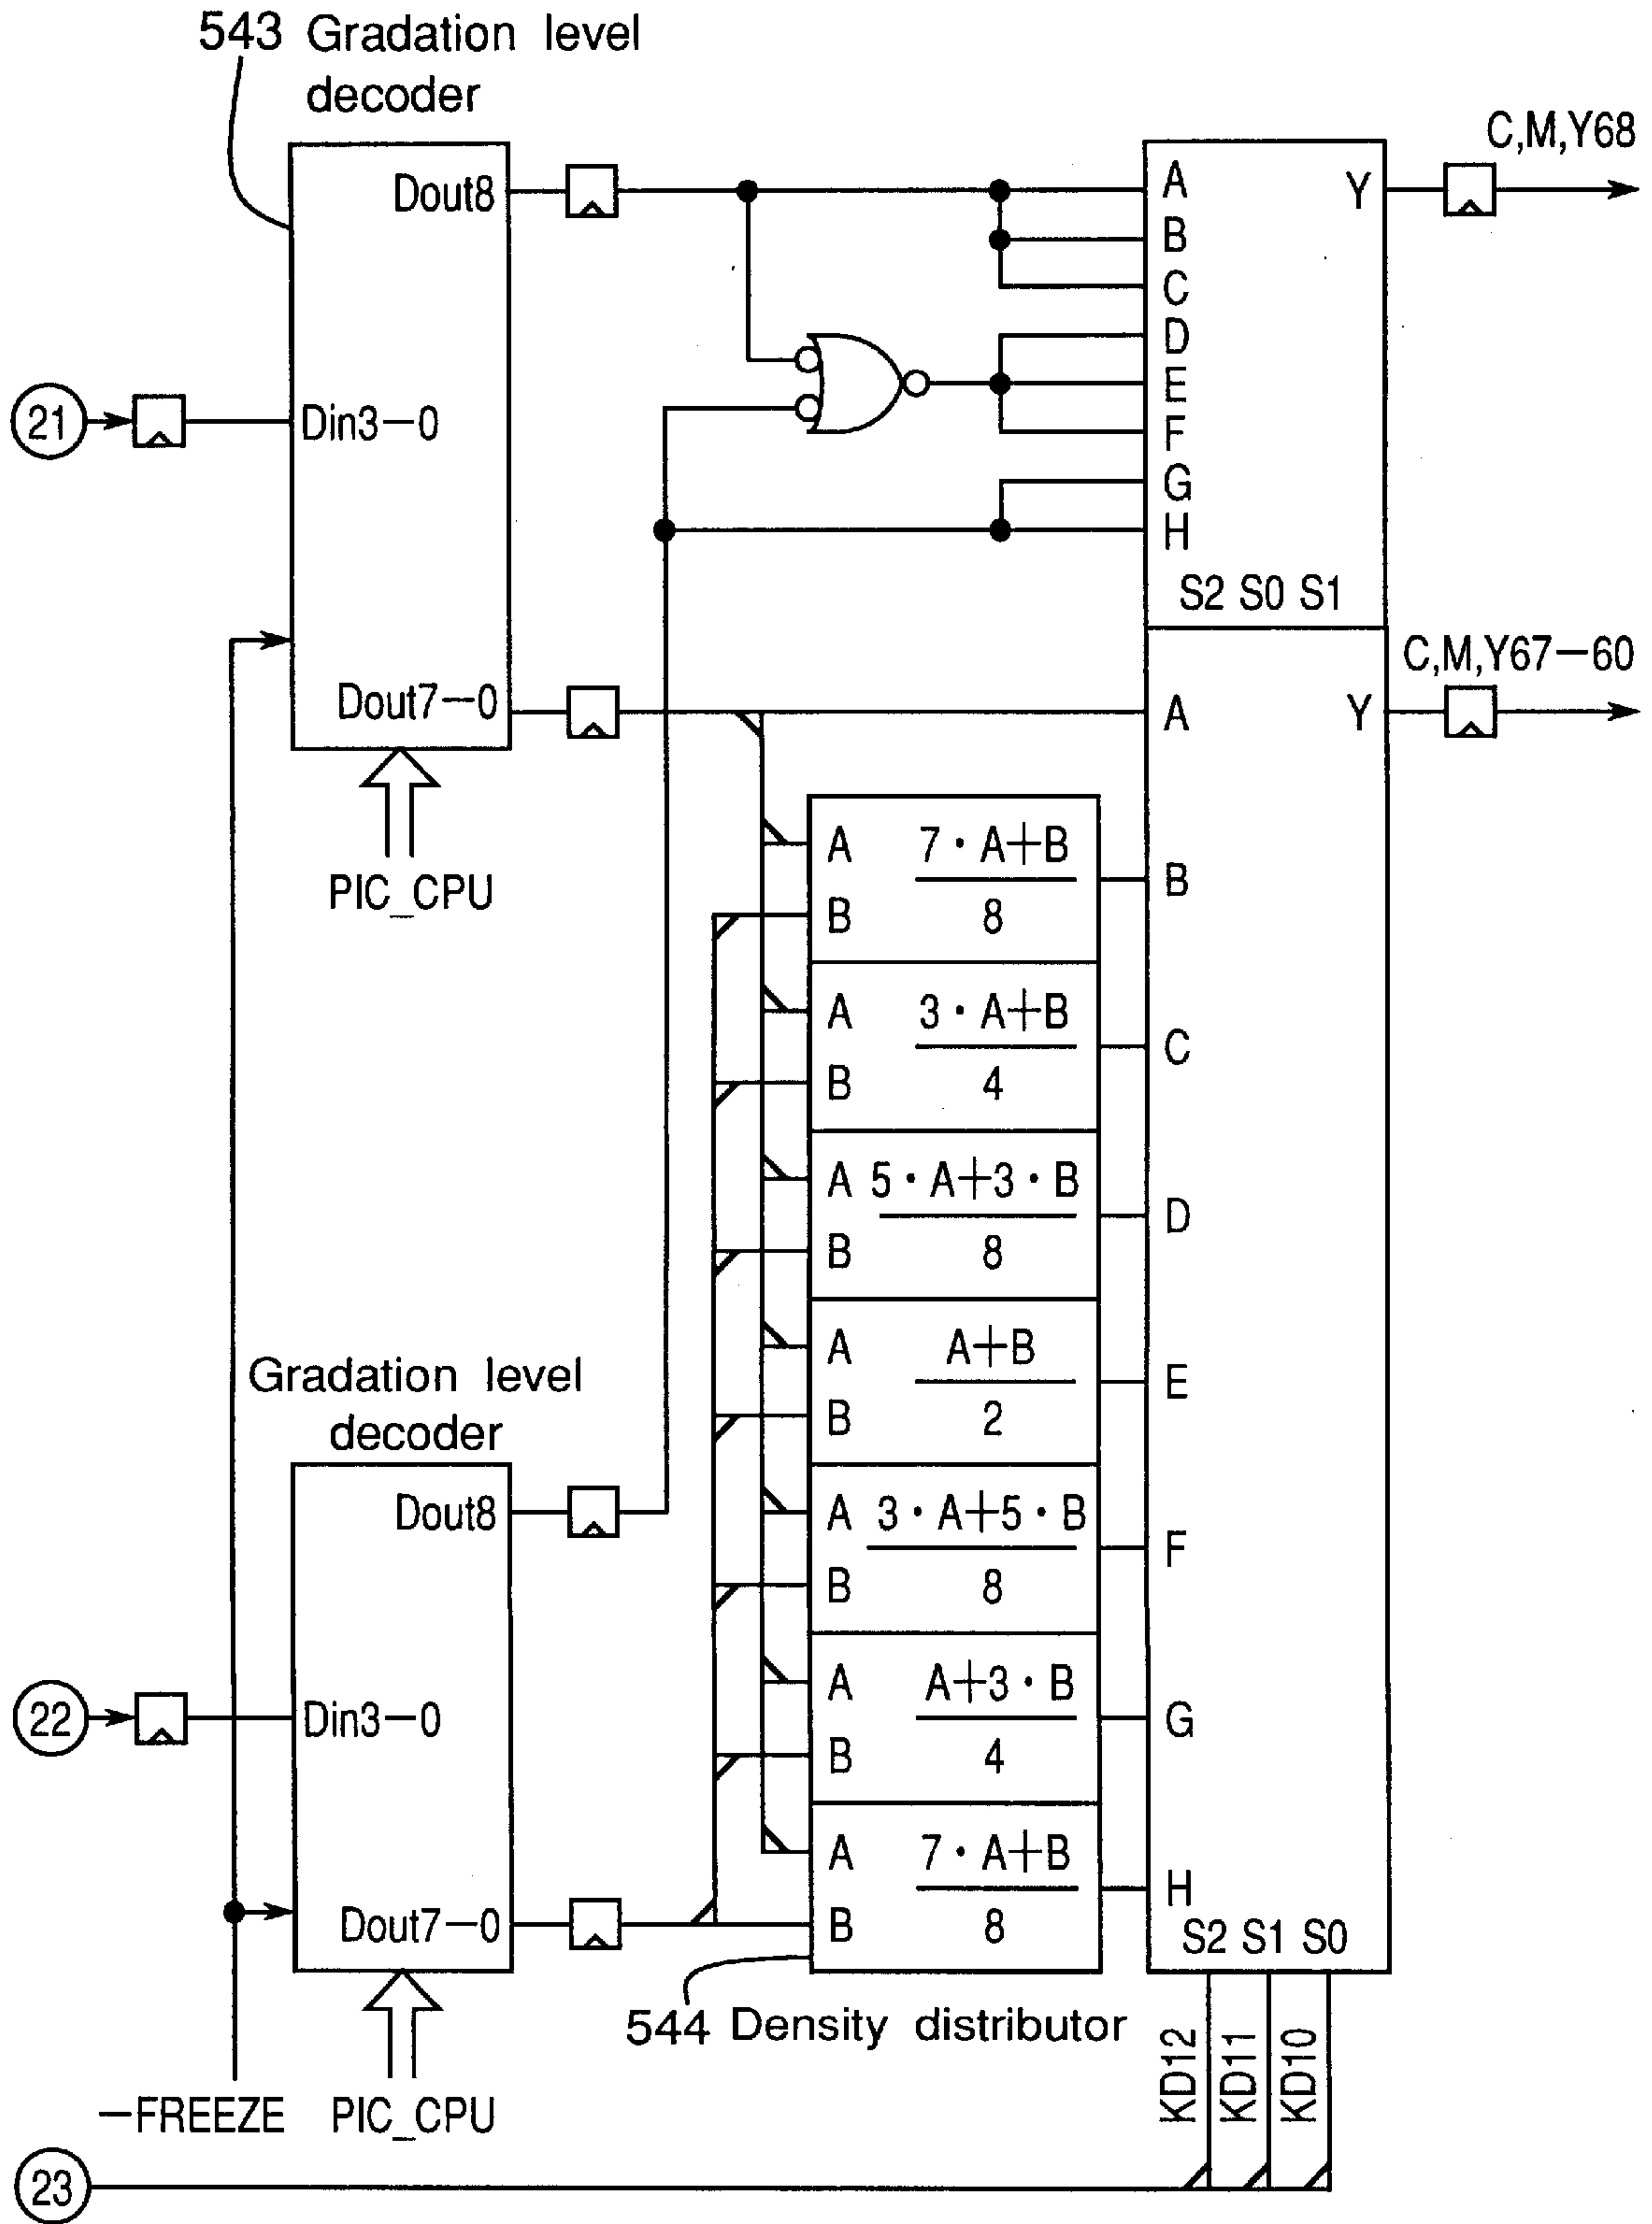 543 Gradation level
decoder
C,M,Y68
Dout8
A
Y
B
C
D
E
F
G
H
21
Din3—0
S2 S0 S1
C,M,Y67—60
Dout7—0
A
Y
PIC_CPU
A
7・A+B
B
8
B
A
3・A+B
B
4
C
A
5・A+3・B
B
8
D
A
A+B
B
2
E
Gradation level
decoder
Dout8
A
3・A+5・B
B
8
F
22
Din3—0
A
A+3・B
B
4
G
A
7・A+B
B
8
H
Dout7—0
S2 S1 S0
544 Density distributor
KD12
KD11
KD10
—FREEZE
PIC_CPU
23